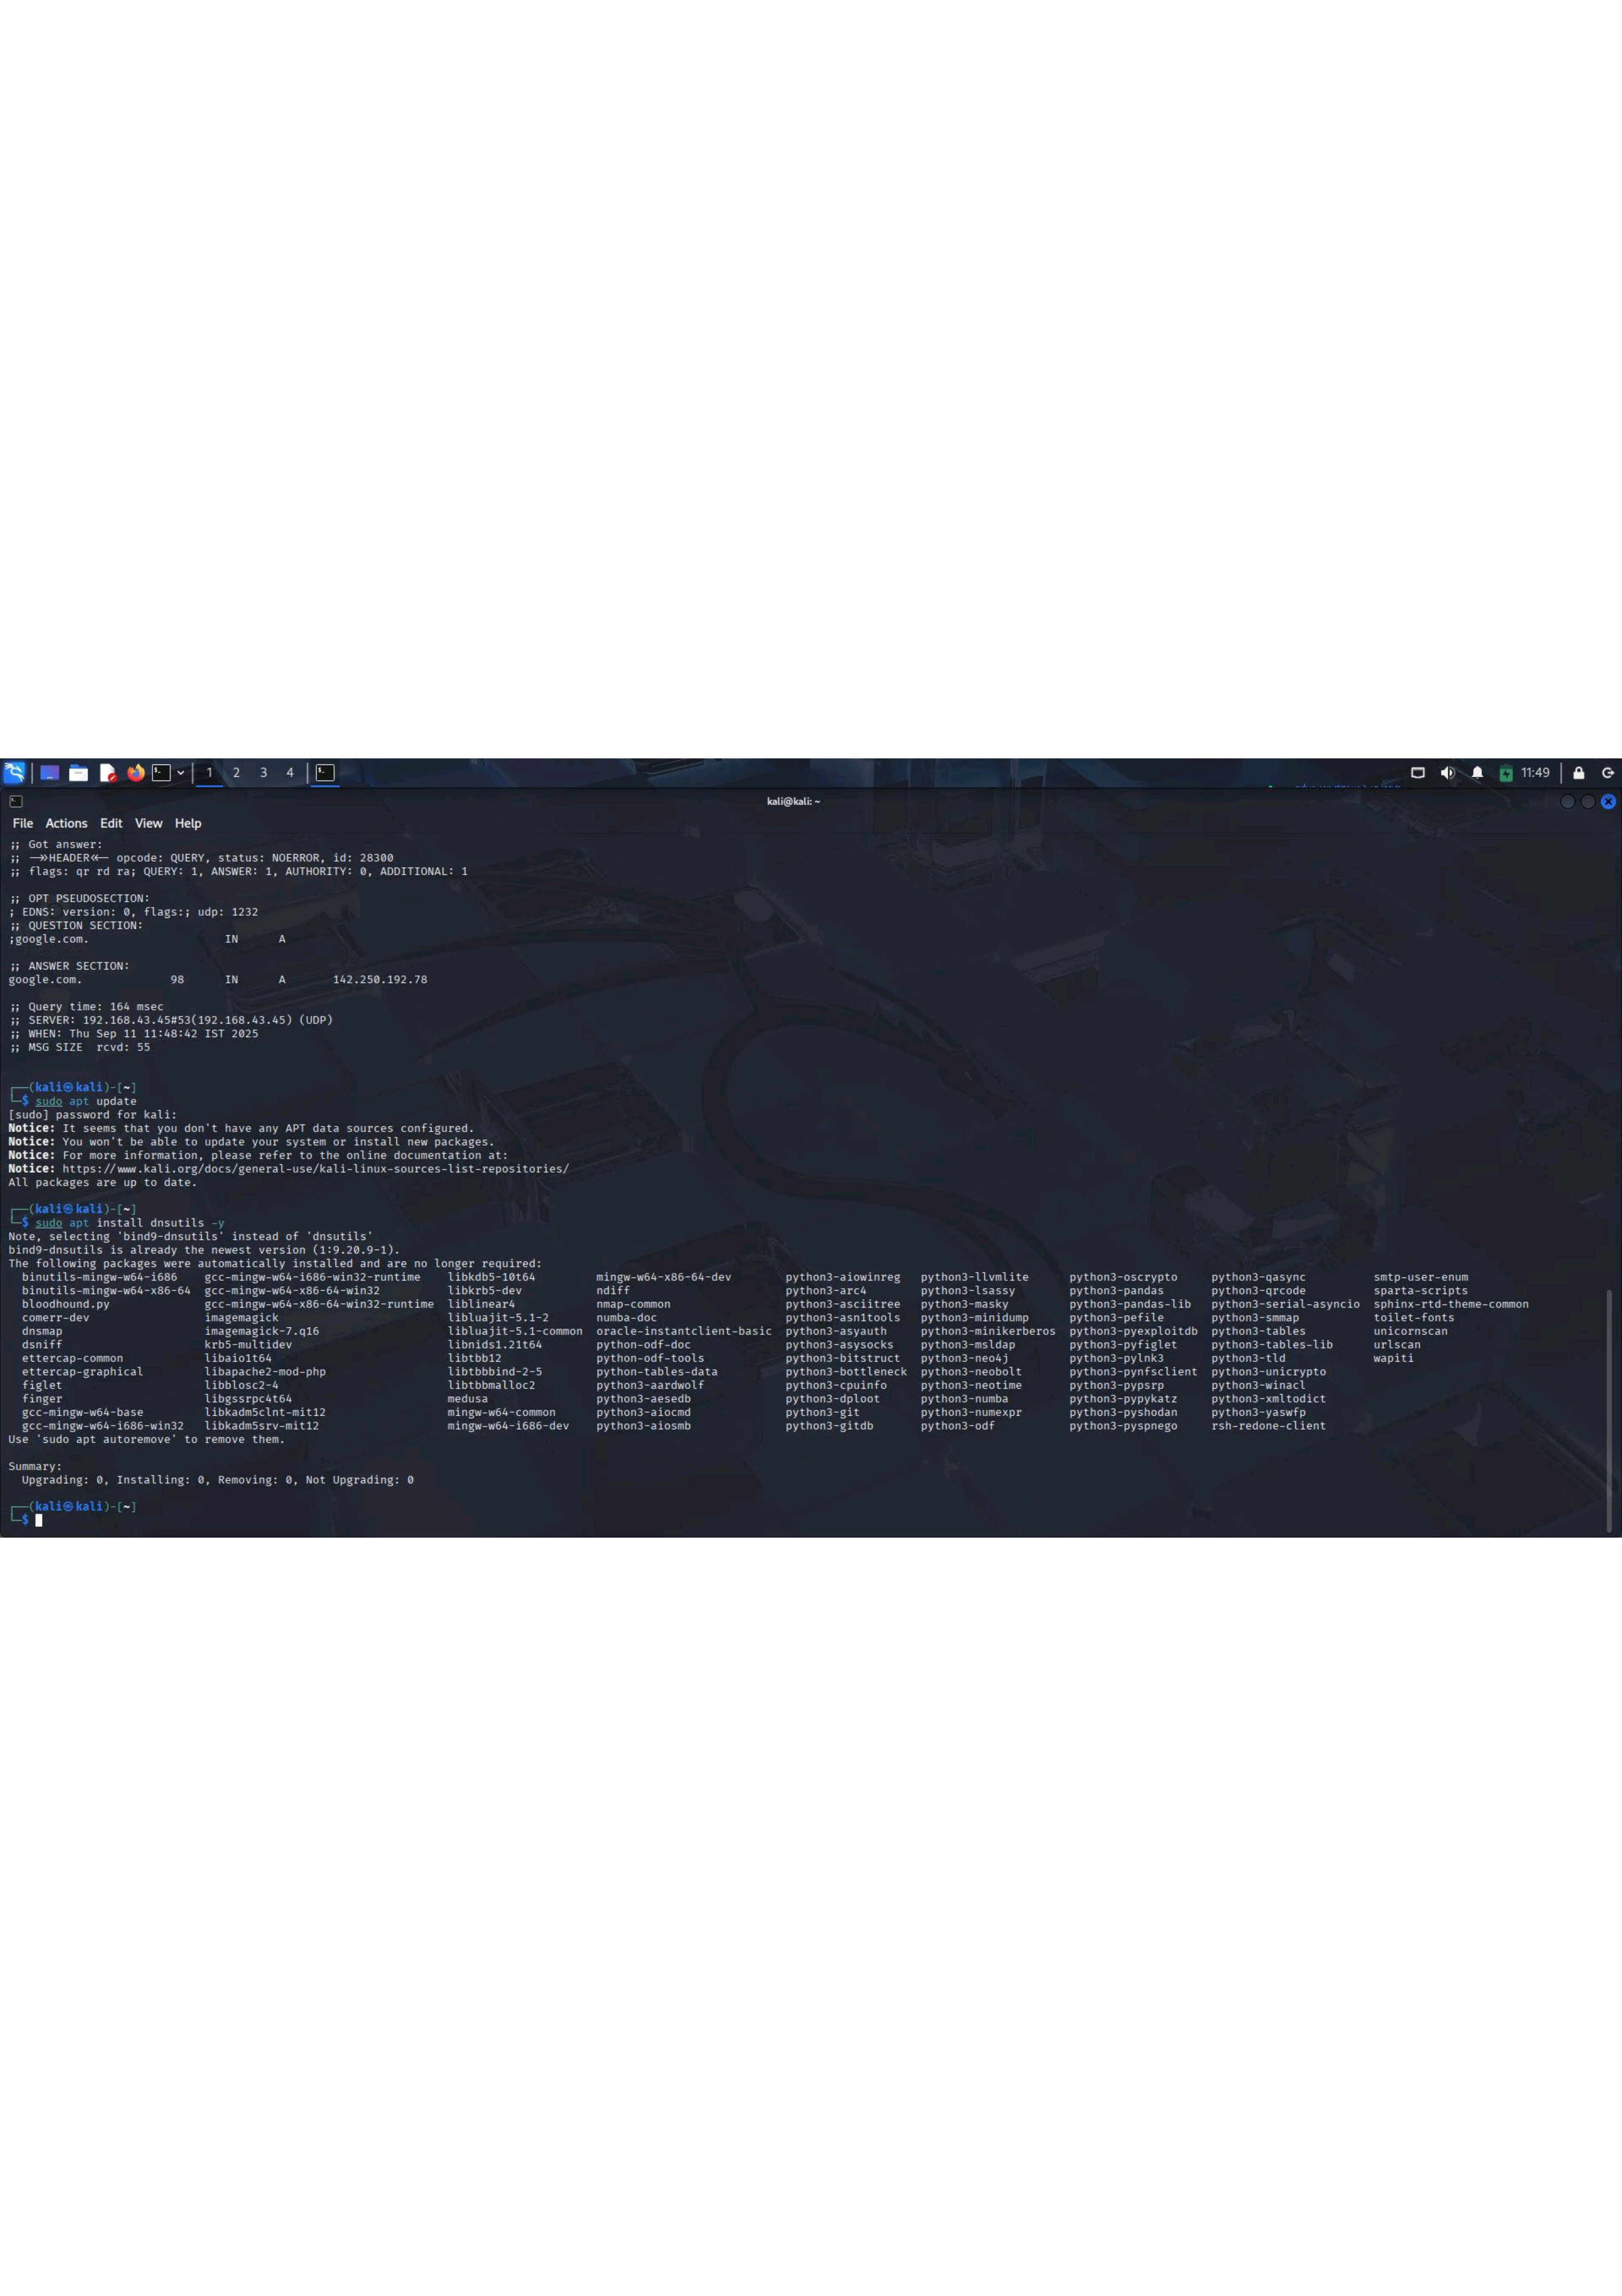 1 2 3 4 11:49
kali@kali: ~
File Actions Edit View Help
;; Got answer:
;; ->>HEADER<<- opcode: QUERY, status: NOERROR, id: 28300
;; flags: qr rd ra; QUERY: 1, ANSWER: 1, AUTHORITY: 0, ADDITIONAL: 1
;; OPT PSEUDOSECTION:
; EDNS: version: 0, flags:; udp: 1232
;; QUESTION SECTION:
;google.com. IN A
;; ANSWER SECTION:
google.com. 98 IN A 142.250.192.78
;; Query time: 164 msec
;; SERVER: 192.168.43.45#53(192.168.43.45) (UDP)
;; WHEN: Thu Sep 11 11:48:42 IST 2025
;; MSG SIZE rcvd: 55
┌──(kali㉿kali)-[~]
└─$ sudo apt update
[sudo] password for kali:
Notice: It seems that you don't have any APT data sources configured.
Notice: You won't be able to update your system or install new packages.
Notice: For more information, please refer to the online documentation at:
Notice: https://www.kali.org/docs/general-use/kali-linux-sources-list-repositories/
All packages are up to date.
┌──(kali㉿kali)-[~]
└─$ sudo apt install dnsutils -y
Note, selecting 'bind9-dnsutils' instead of 'dnsutils'
bind9-dnsutils is already the newest version (1:9.20.9-1).
The following packages were automatically installed and are no longer required:
binutils-mingw-w64-i686 gcc-mingw-w64-i686-win32-runtime libkdb5-10t64 mingw-w64-x86-64-dev python3-aiowinreg python3-llvmlite python3-oscrypto python3-qasync smtp-user-enum
binutils-mingw-w64-x86-64 gcc-mingw-w64-x86-64-win32 libkrb5-dev ndiff python3-arc4 python3-lsassy python3-pandas python3-qrcode sparta-scripts
bloodhound.py gcc-mingw-w64-x86-64-win32-runtime liblinear4 nmap-common python3-asciitree python3-masky python3-pandas-lib python3-serial-asyncio sphinx-rtd-theme-common
comerr-dev imagemagick libluajit-5.1-2 numba-doc python3-asn1tools python3-minidump python3-pefile python3-smmap toilet-fonts
dnsmap imagemagick-7.q16 libluajit-5.1-common oracle-instantclient-basic python3-asyauth python3-minikerberos python3-pyexploitdb python3-tables unicornscan
dsniff krb5-multidev libnids1.21t64 python-odf-doc python3-asysocks python3-msldap python3-pyfiglet python3-tables-lib urlscan
ettercap-common libaio1t64 libtbb12 python-odf-tools python3-bitstruct python3-neo4j python3-pylnk3 python3-tld wapiti
ettercap-graphical libapache2-mod-php libtbbbind-2-5 python-tables-data python3-bottleneck python3-neobolt python3-pynfsclient python3-unicrypto
figlet libblosc2-4 libtbbmalloc2 python3-aardwolf python3-cpuinfo python3-neotime python3-pypsrp python3-winacl
finger libgssrpc4t64 medusa python3-aesedb python3-dploot python3-numba python3-pypykatz python3-xmltodict
gcc-mingw-w64-base libkadm5clnt-mit12 mingw-w64-common python3-aiocmd python3-git python3-numexpr python3-pyshodan python3-yaswfp
gcc-mingw-w64-i686-win32 libkadm5srv-mit12 mingw-w64-i686-dev python3-aiosmb python3-gitdb python3-odf python3-pyspnego rsh-redone-client
Use 'sudo apt autoremove' to remove them.
Summary:
Upgrading: 0, Installing: 0, Removing: 0, Not Upgrading: 0
┌──(kali㉿kali)-[~]
└─$